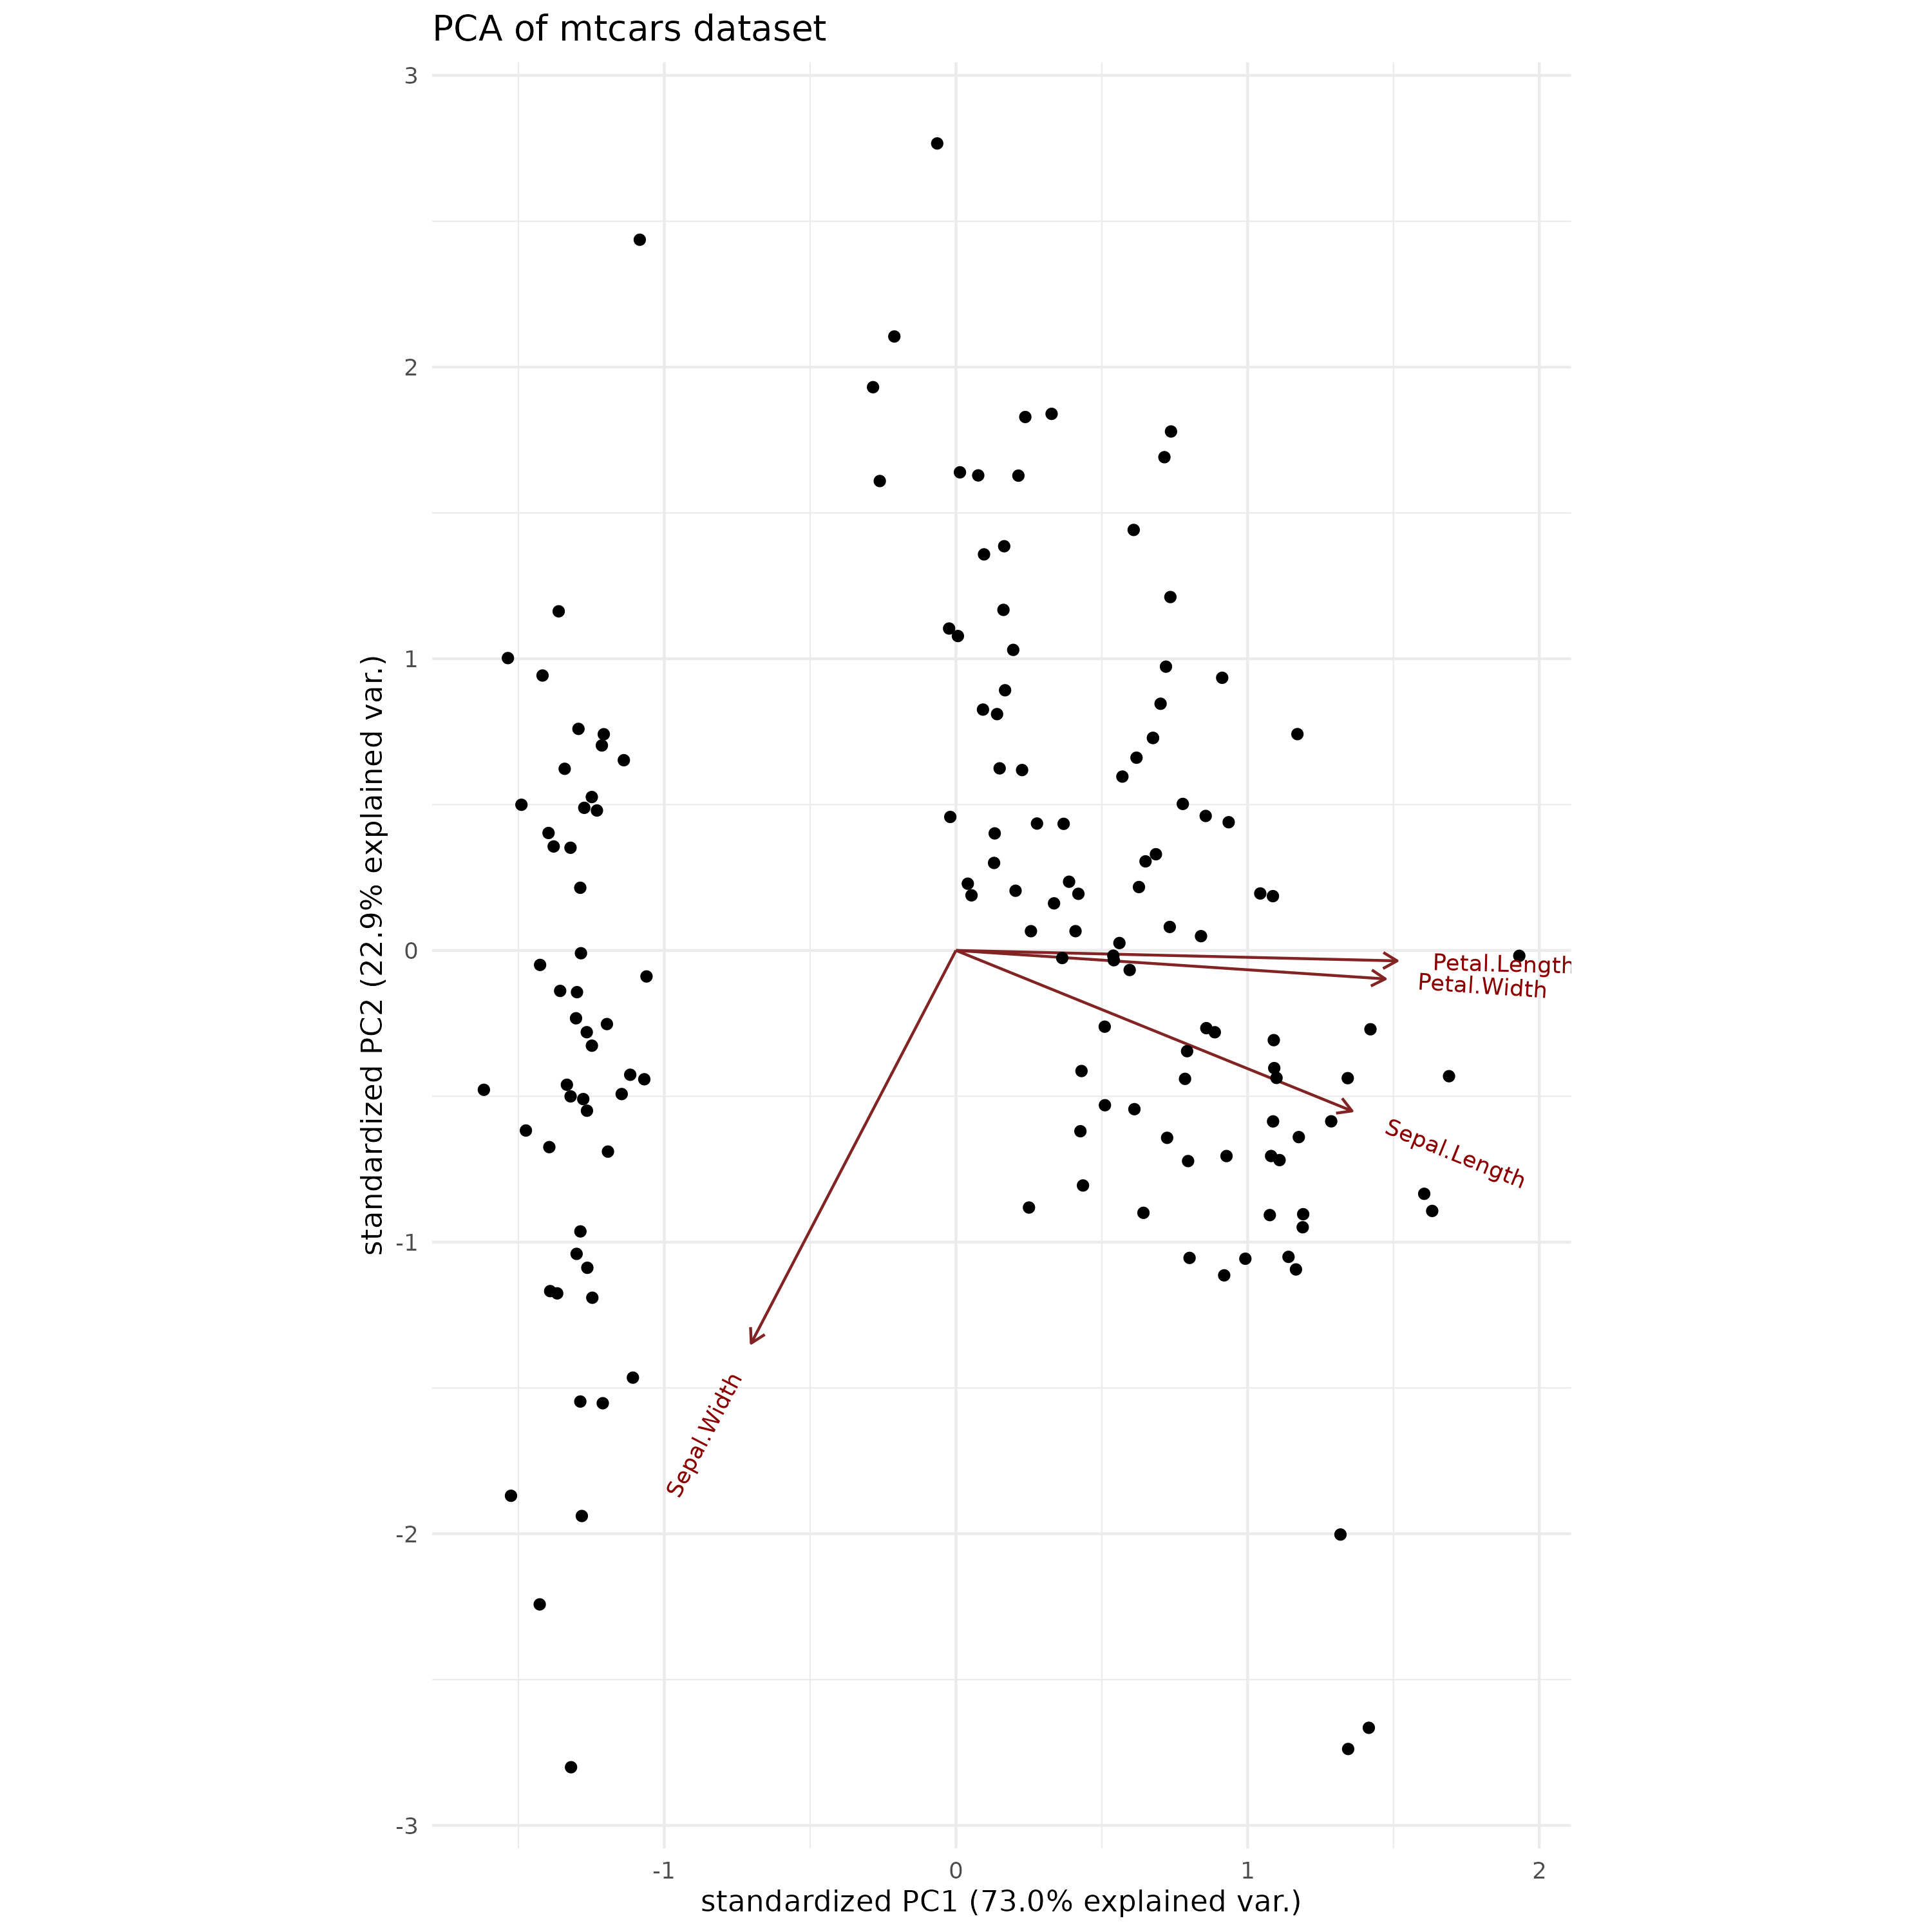 PCA of mtcars dataset
3
2
1
0
-1
-2
-3
standardized PC2 (22.9% explained var.)
Petal.Length
Petal.Width
Sepal.Length
Sepal.Width
-1
0
1
2
standardized PC1 (73.0% explained var.)